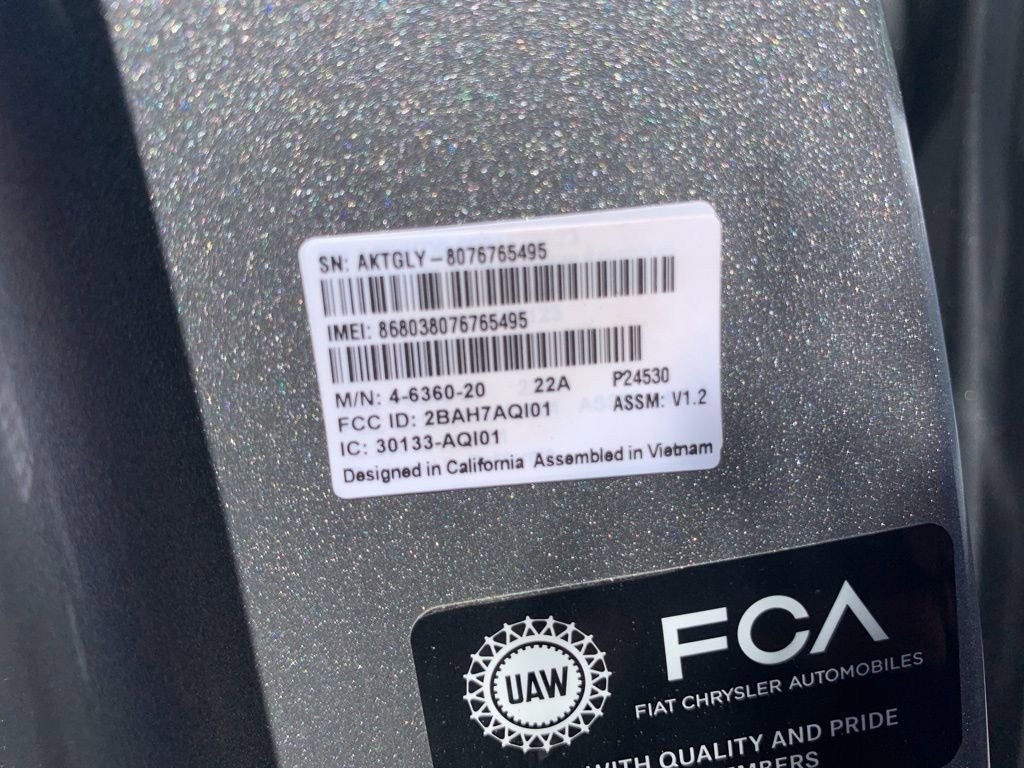 SN: AKTGLY-8076765495
IMEI: 868038076765495
M/N: 4-6360-20 22A P24530
FCC ID: 2BAH7AQI01 ASSM: V1.2
IC: 30133-AQI01
Designed in California Assembled in Vietnam
UAW
FCA
FIAT CHRYSLER AUTOMOBILES
WITH QUALITY AND PRIDE